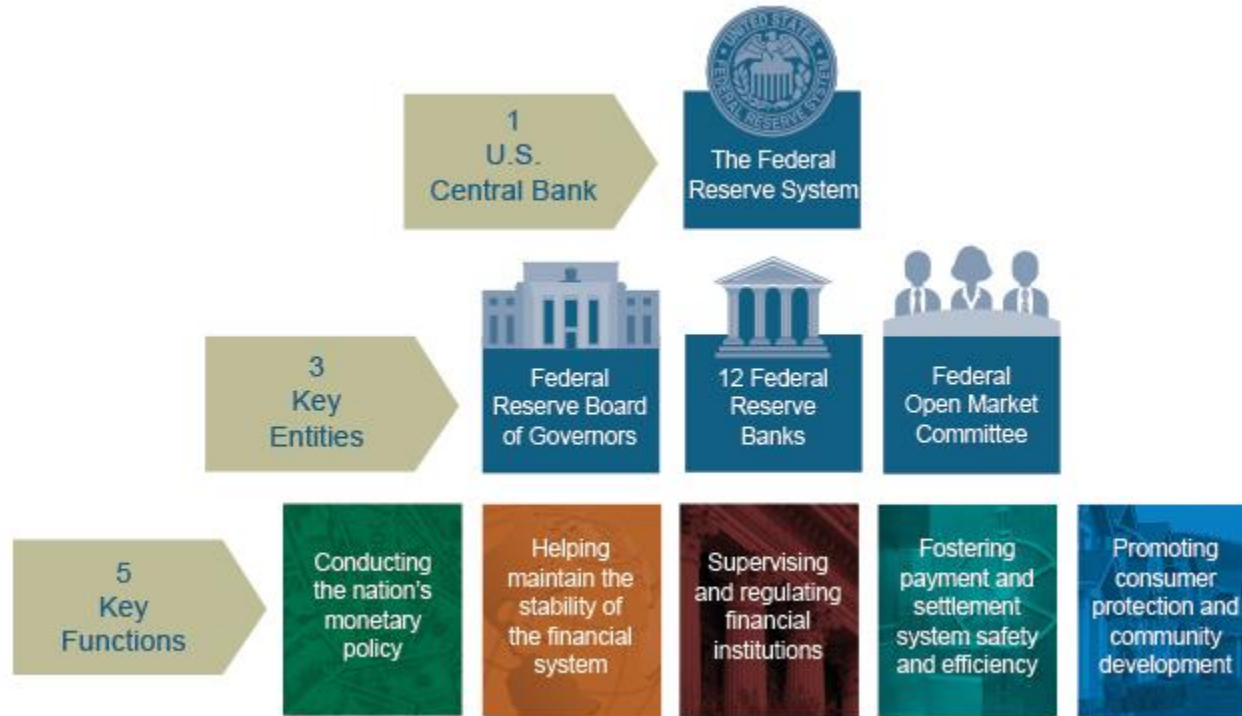 UNITED STATES
FEDERAL RESERVE SYSTEM
1
U.S.
Central Bank
The Federal
Reserve System
3
Key
Entities
Federal
Reserve Board
of Governors
12 Federal
Reserve
Banks
Federal
Open Market
Committee
5
Key
Functions
Conducting
the nation’s
monetary
policy
Helping
maintain the
stability of
the financial
system
Supervising
and regulating
financial
institutions
Fostering
payment and
settlement
system safety
and efficiency
Promoting
consumer
protection and
community
development